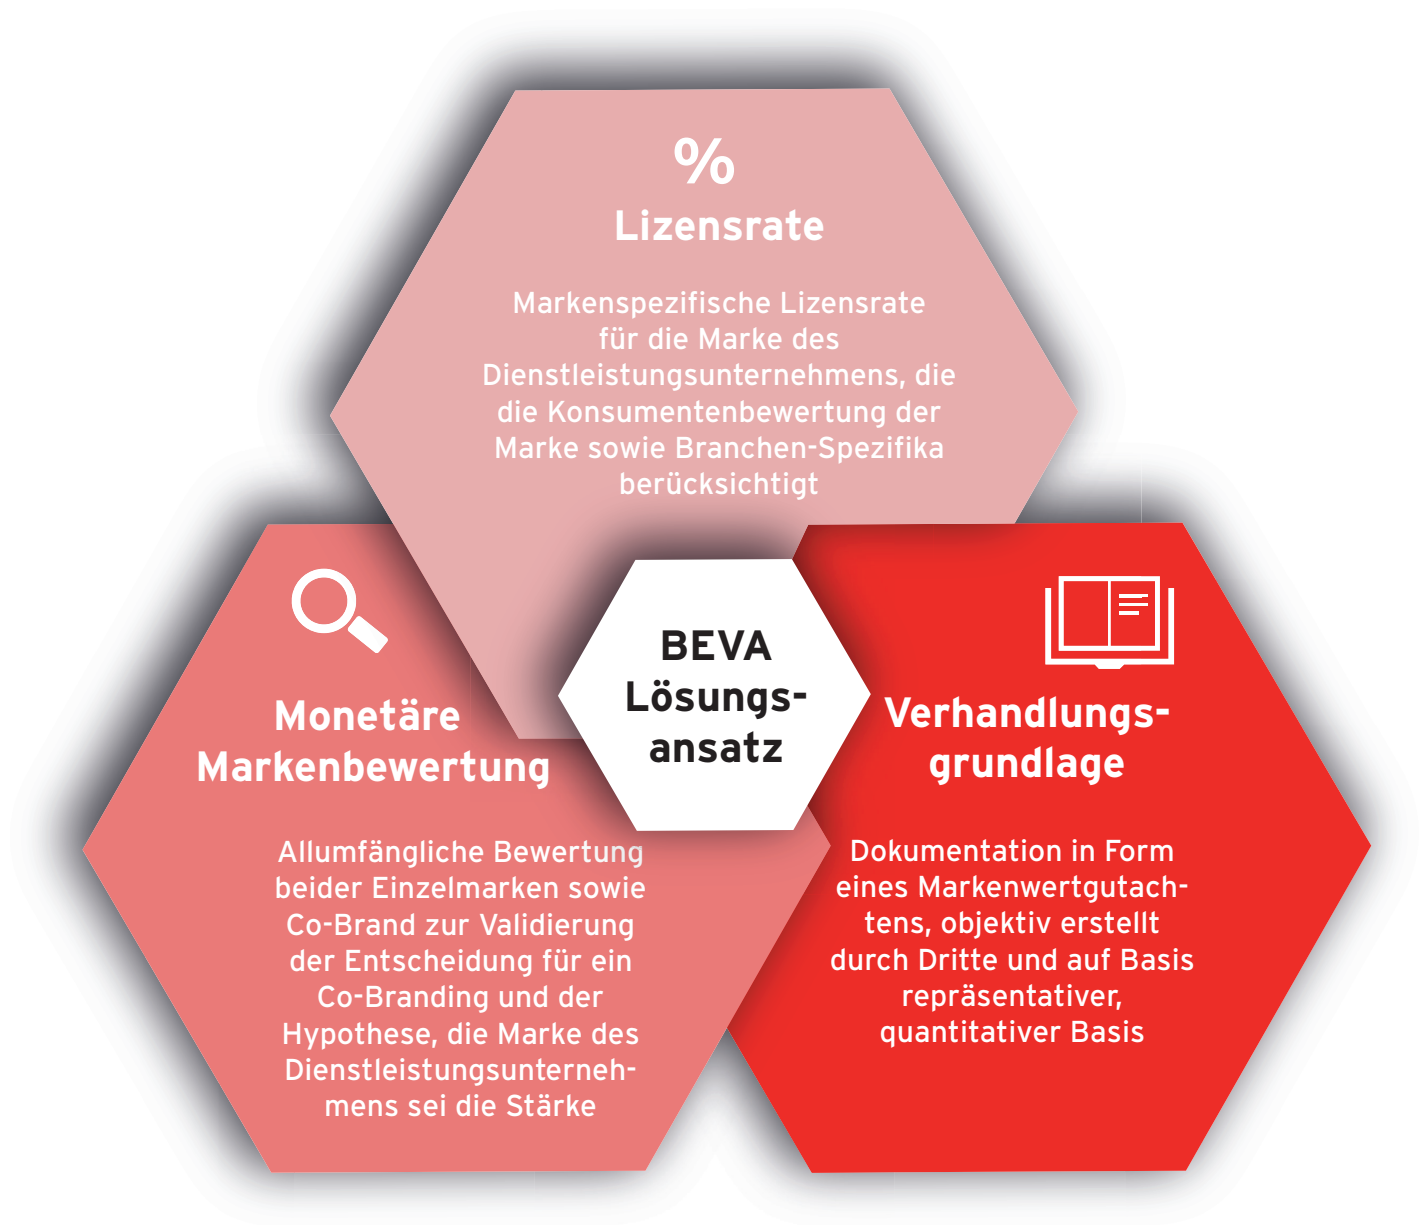 %
Lizensrate
Markenspezifische Lizensrate
für die Marke des
Dienstleistungsunternehmens, die
die Konsumentenbewertung der
Marke sowie Branchen-Spezifika
berücksichtigt
BEVA
Lösungs-
ansatz
Monetäre
Markenbewertung
Allumfängliche Bewertung
beider Einzelmarken sowie
Co-Brand zur Validierung
der Entscheidung für ein
Co-Branding und der
Hypothese, die Marke des
Dienstleistungsunterneh-
mens sei die Stärke
Verhandlungs-
grundlage
Dokumentation in Form
eines Markenwertgutach-
tens, objektiv erstellt
durch Dritte und auf Basis
repräsentativer,
quantitativer Basis